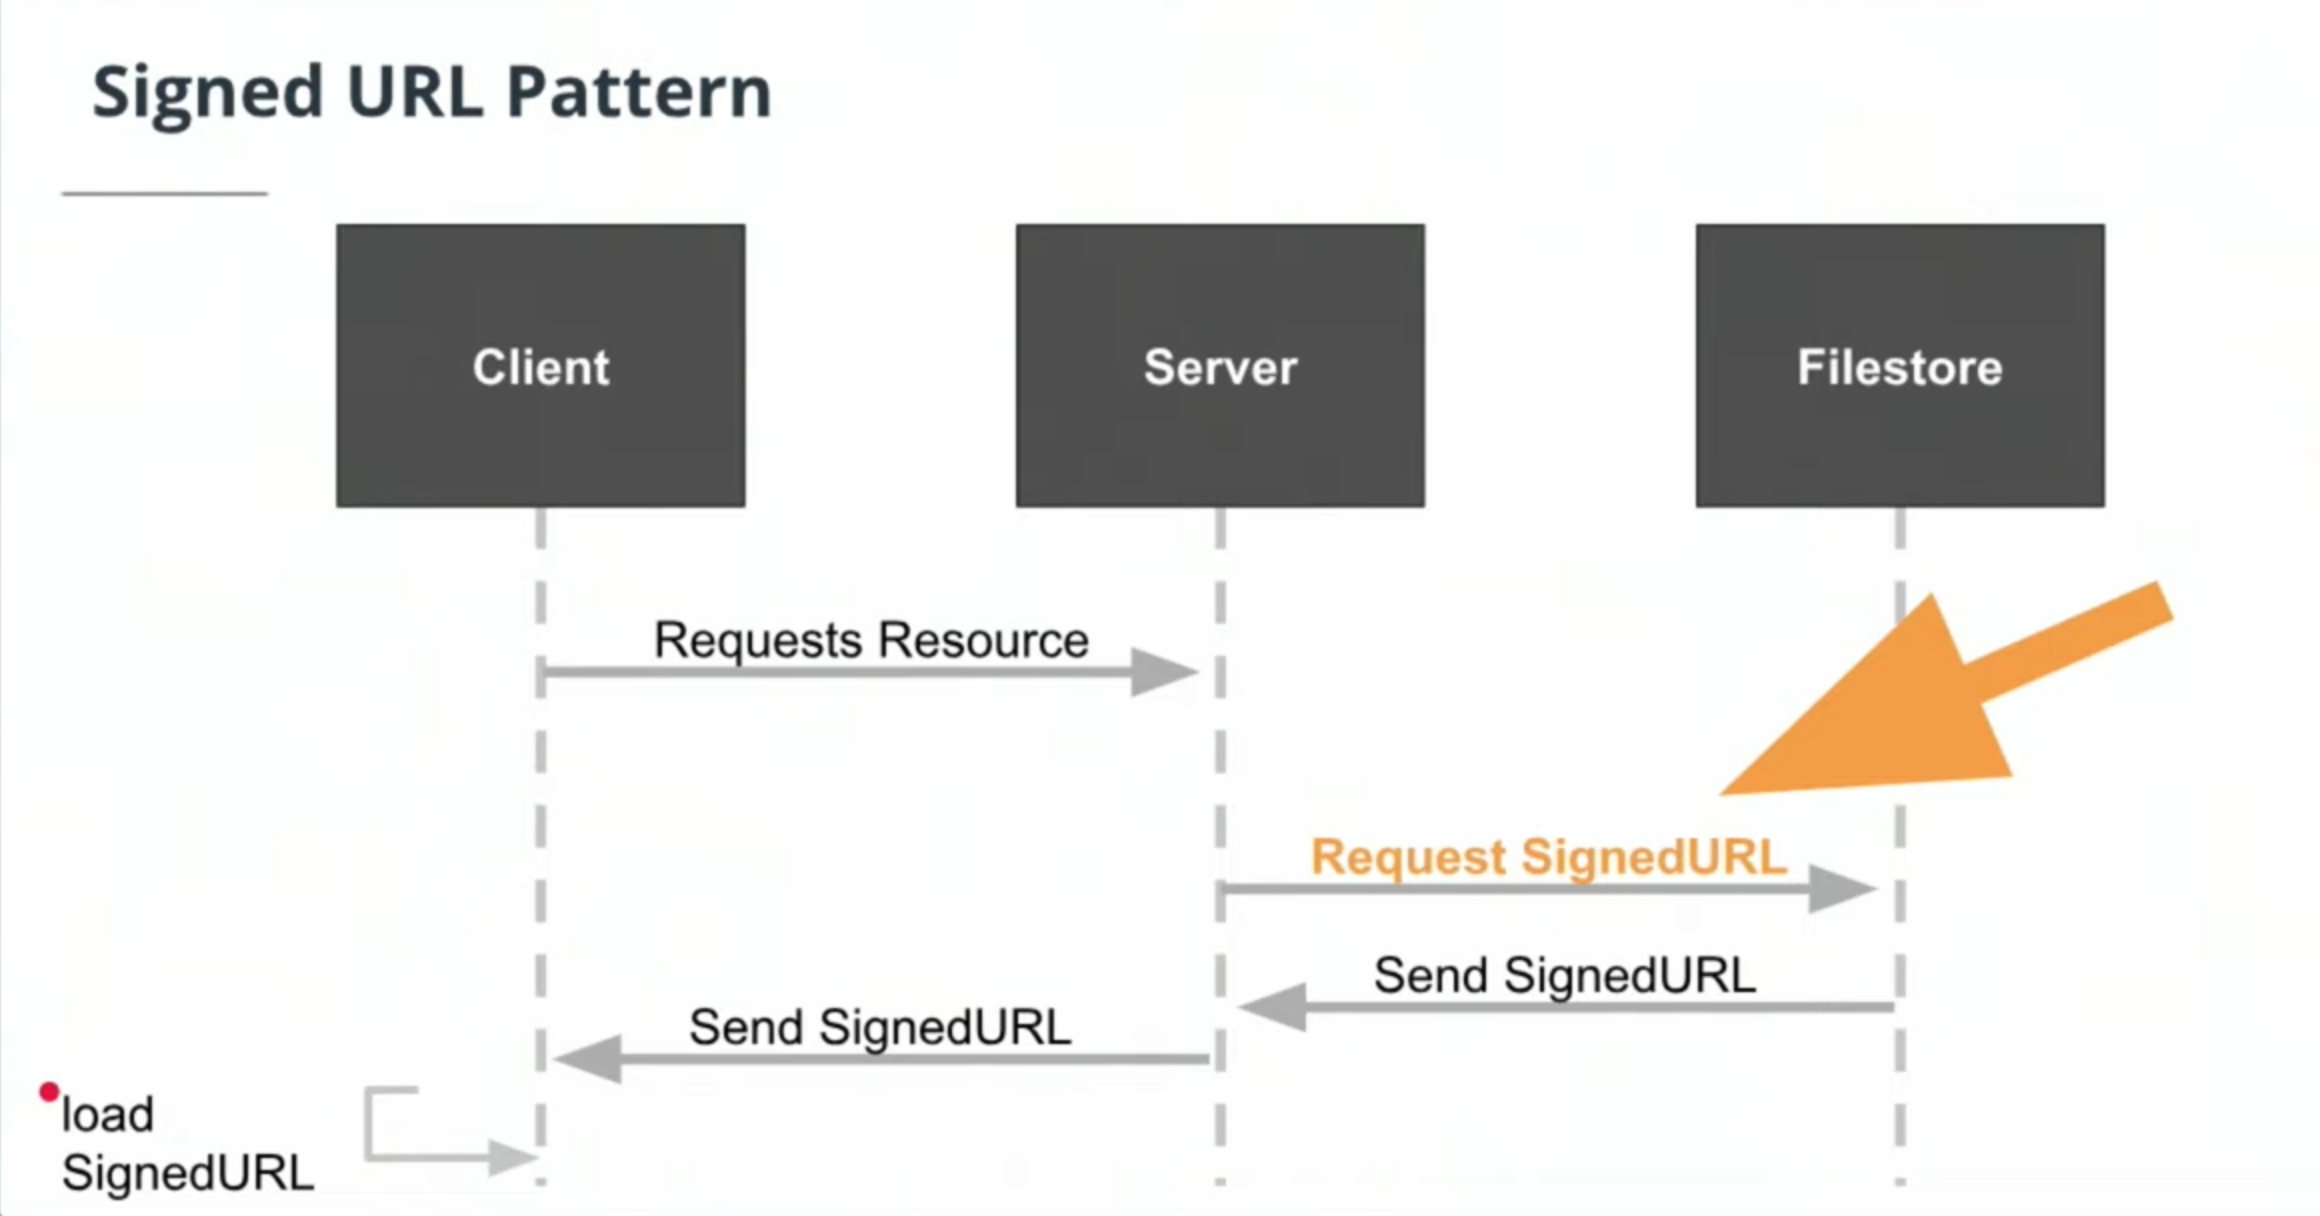 Signed URL Pattern
Client
Server
Filestore
Requests Resource
Request SignedURL
Send SignedURL
Send SignedURL
load
SignedURL